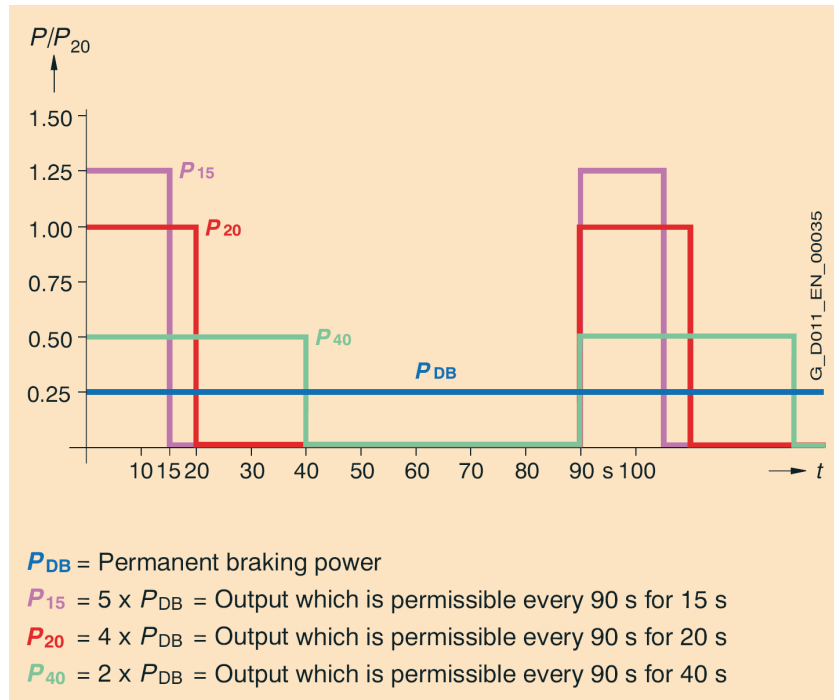 P/P20
1.50
1.25
P15
1.00
P20
0.75
0.50
P40
PDB
0.25
10 15 20 30 40 50 60 70 80 90 s 100 t
G_D011_EN_00035
PDB = Permanent braking power
P15 = 5 x PDB = Output which is permissible every 90 s for 15 s
P20 = 4 x PDB = Output which is permissible every 90 s for 20 s
P40 = 2 x PDB = Output which is permissible every 90 s for 40 s